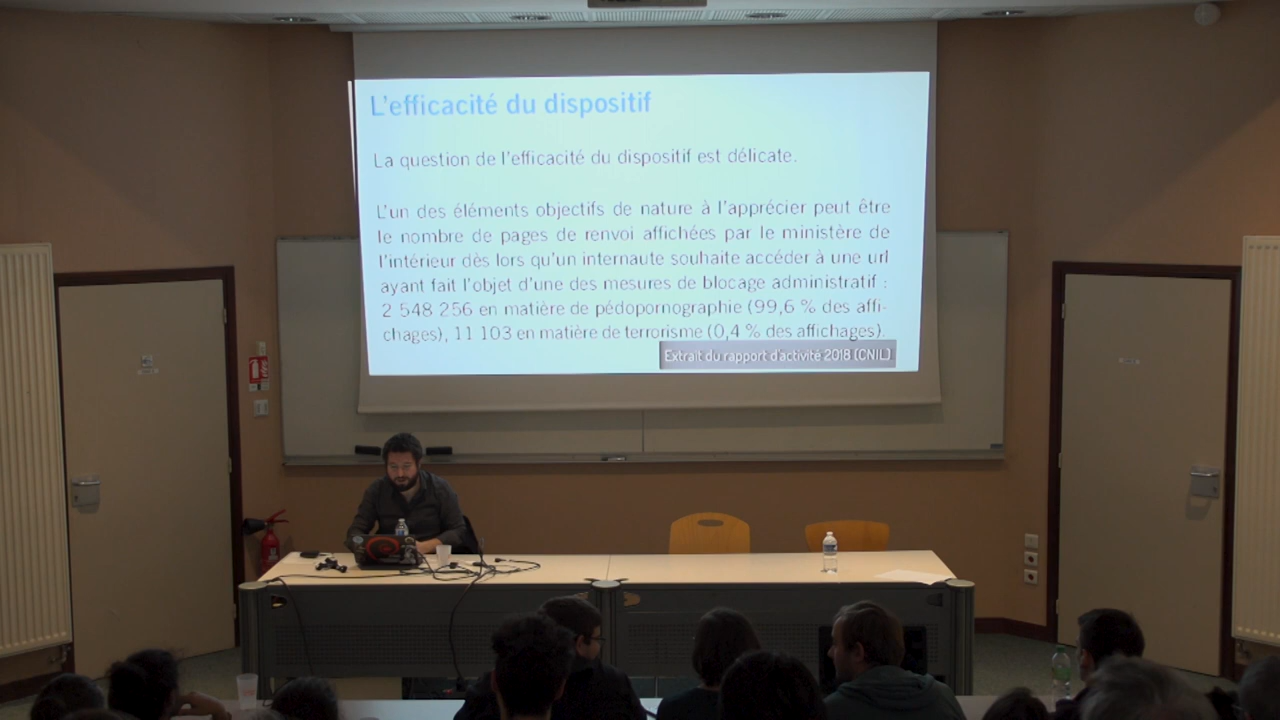 L'efficacité du dispositif
La question de l'efficacité du dispositif est délicate.
L'un des éléments objectifs de nature à l'apprécier peut être
le nombre de pages de renvoi affichées par le ministère de
l'intérieur dès lors qu'un internaute souhaite accéder à une url
ayant fait l'objet d'une des mesures de blocage administratif :
2 548 256 en matière de pédopornographie (99,6 % des affi-
chages), 11 103 en matière de terrorisme (0,4 % des affichages).
Extrait du rapport d'activité 2018 (CNIL)